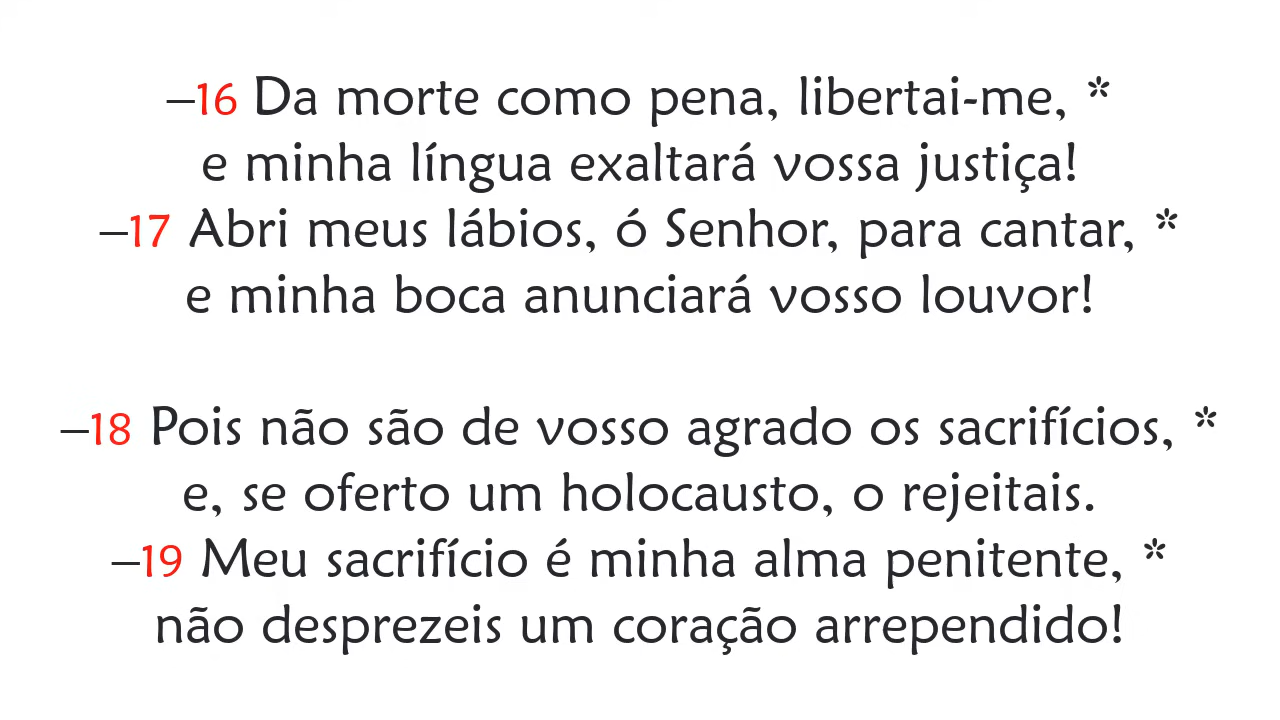 –16 Da morte como pena, libertai-me, *
e minha língua exaltará vossa justiça!
–17 Abri meus lábios, ó Senhor, para cantar, *
e minha boca anunciará vosso louvor!
–18 Pois não são de vosso agrado os sacrifícios, *
e, se oferto um holocausto, o rejeitais.
–19 Meu sacrifício é minha alma penitente, *
não desprezeis um coração arrependido!